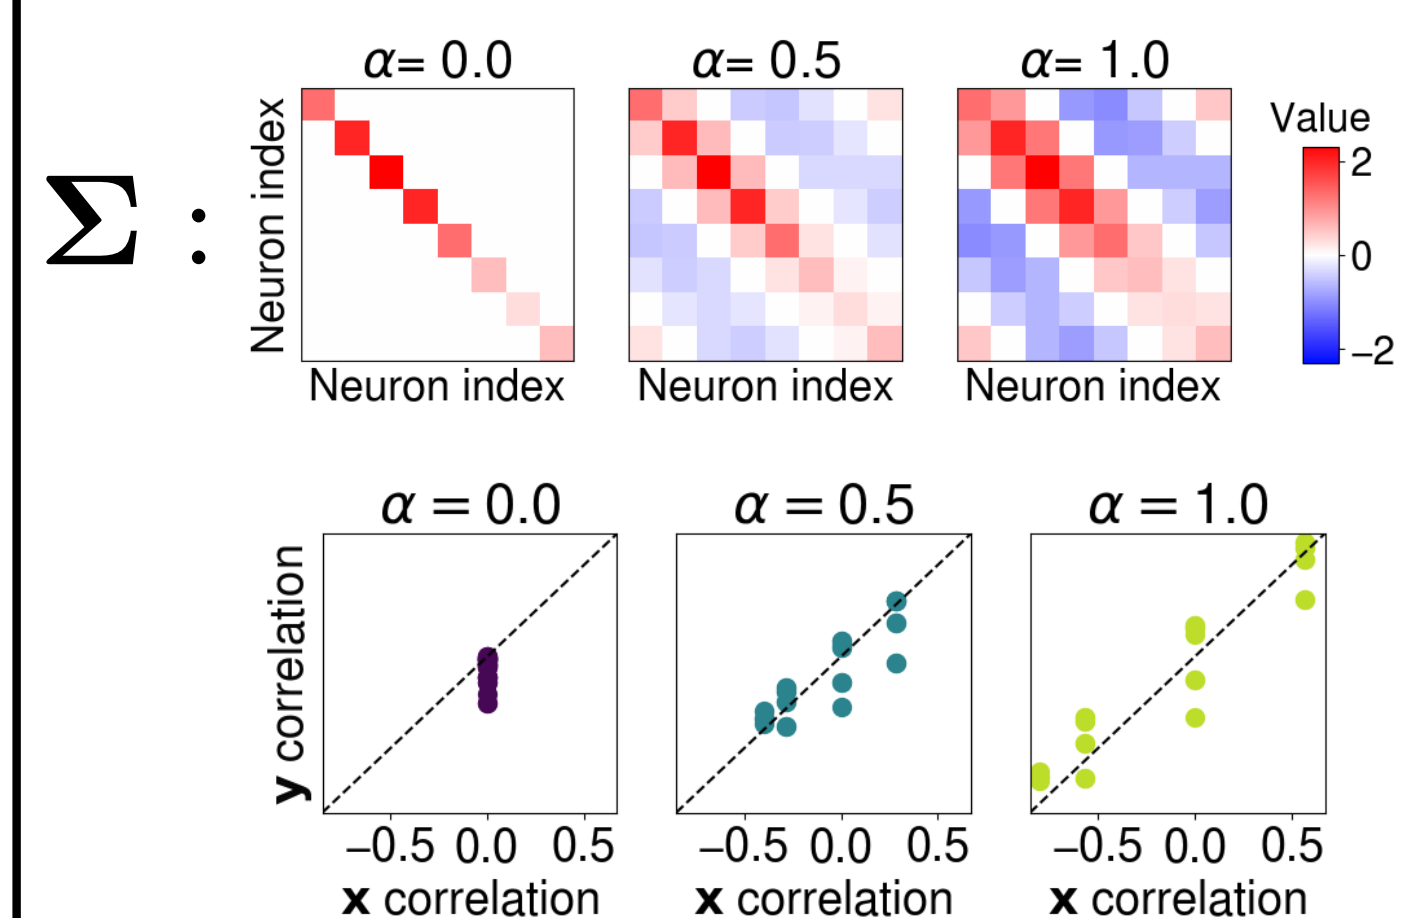 Σ :
α= 0.0
α= 0.5
α= 1.0
Neuron index
Neuron index
Neuron index
Neuron index
Value
2
0
−2
α = 0.0
α = 0.5
α = 1.0
y correlation
−0.5 0.0 0.5
−0.5 0.0 0.5
−0.5 0.0 0.5
x correlation
x correlation
x correlation